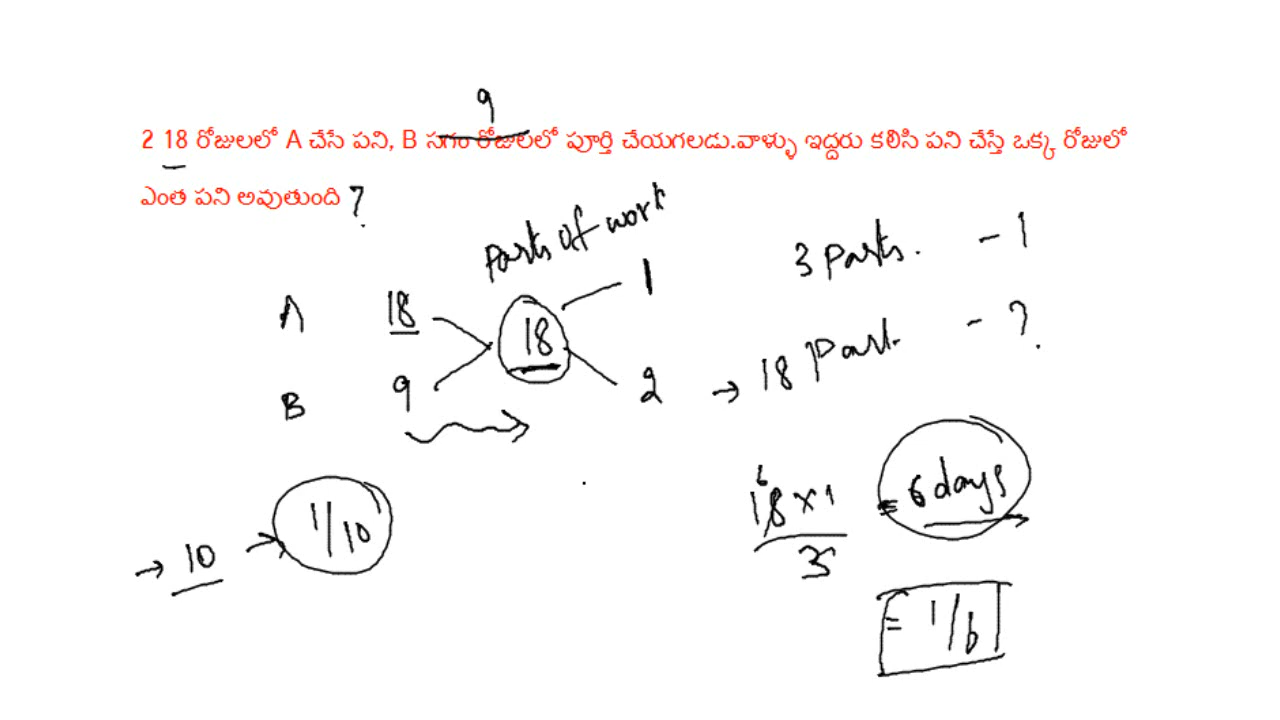 9
2 18 రోజులలో A చేసే పని, B సగం రోజులలో పూర్తి చేయగలడు.వాళ్ళు ఇద్దరు కలిసి పని చేస్తే ఒక్క రోజులో
ఎంత పని అవుతుంది ?
Parts of work
3 Parts. - 1
A 18 18 1
B 9 2
→ 18 Part. - ?
18 x 1 / 3 = 6 days
6
→ 10 → 1/10
= 1/6